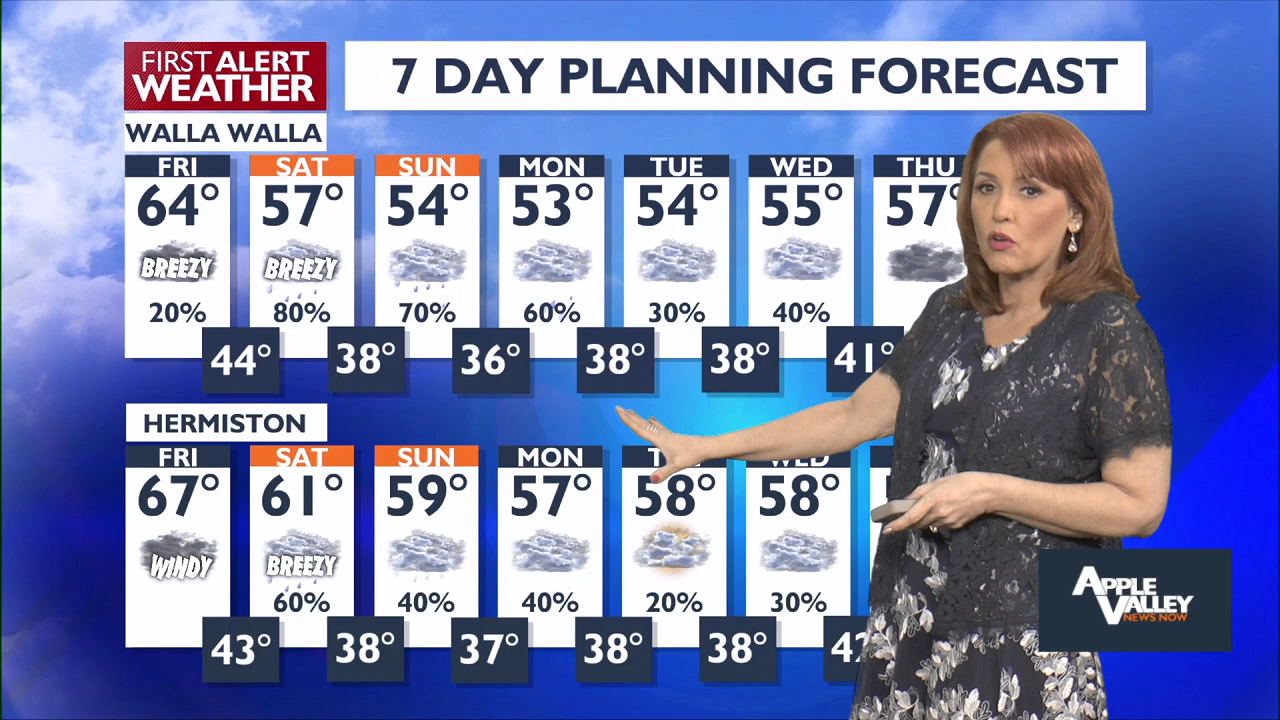 FIRST ALERT
WEATHER
7 DAY PLANNING FORECAST
WALLA WALLA
FRI SAT SUN MON TUE WED THU
64° 57° 54° 53° 54° 55° 57°
BREEZY BREEZY
20% 80% 70% 60% 30% 40%
44° 38° 36° 38° 38° 41°
HERMISTON
FRI SAT SUN MON WED
67° 61° 59° 57° 58° 58°
WINDY BREEZY
60% 40% 40% 20% 30%
43° 38° 37° 38° 38° 42
APPLE
VALLEY
NEWS NOW